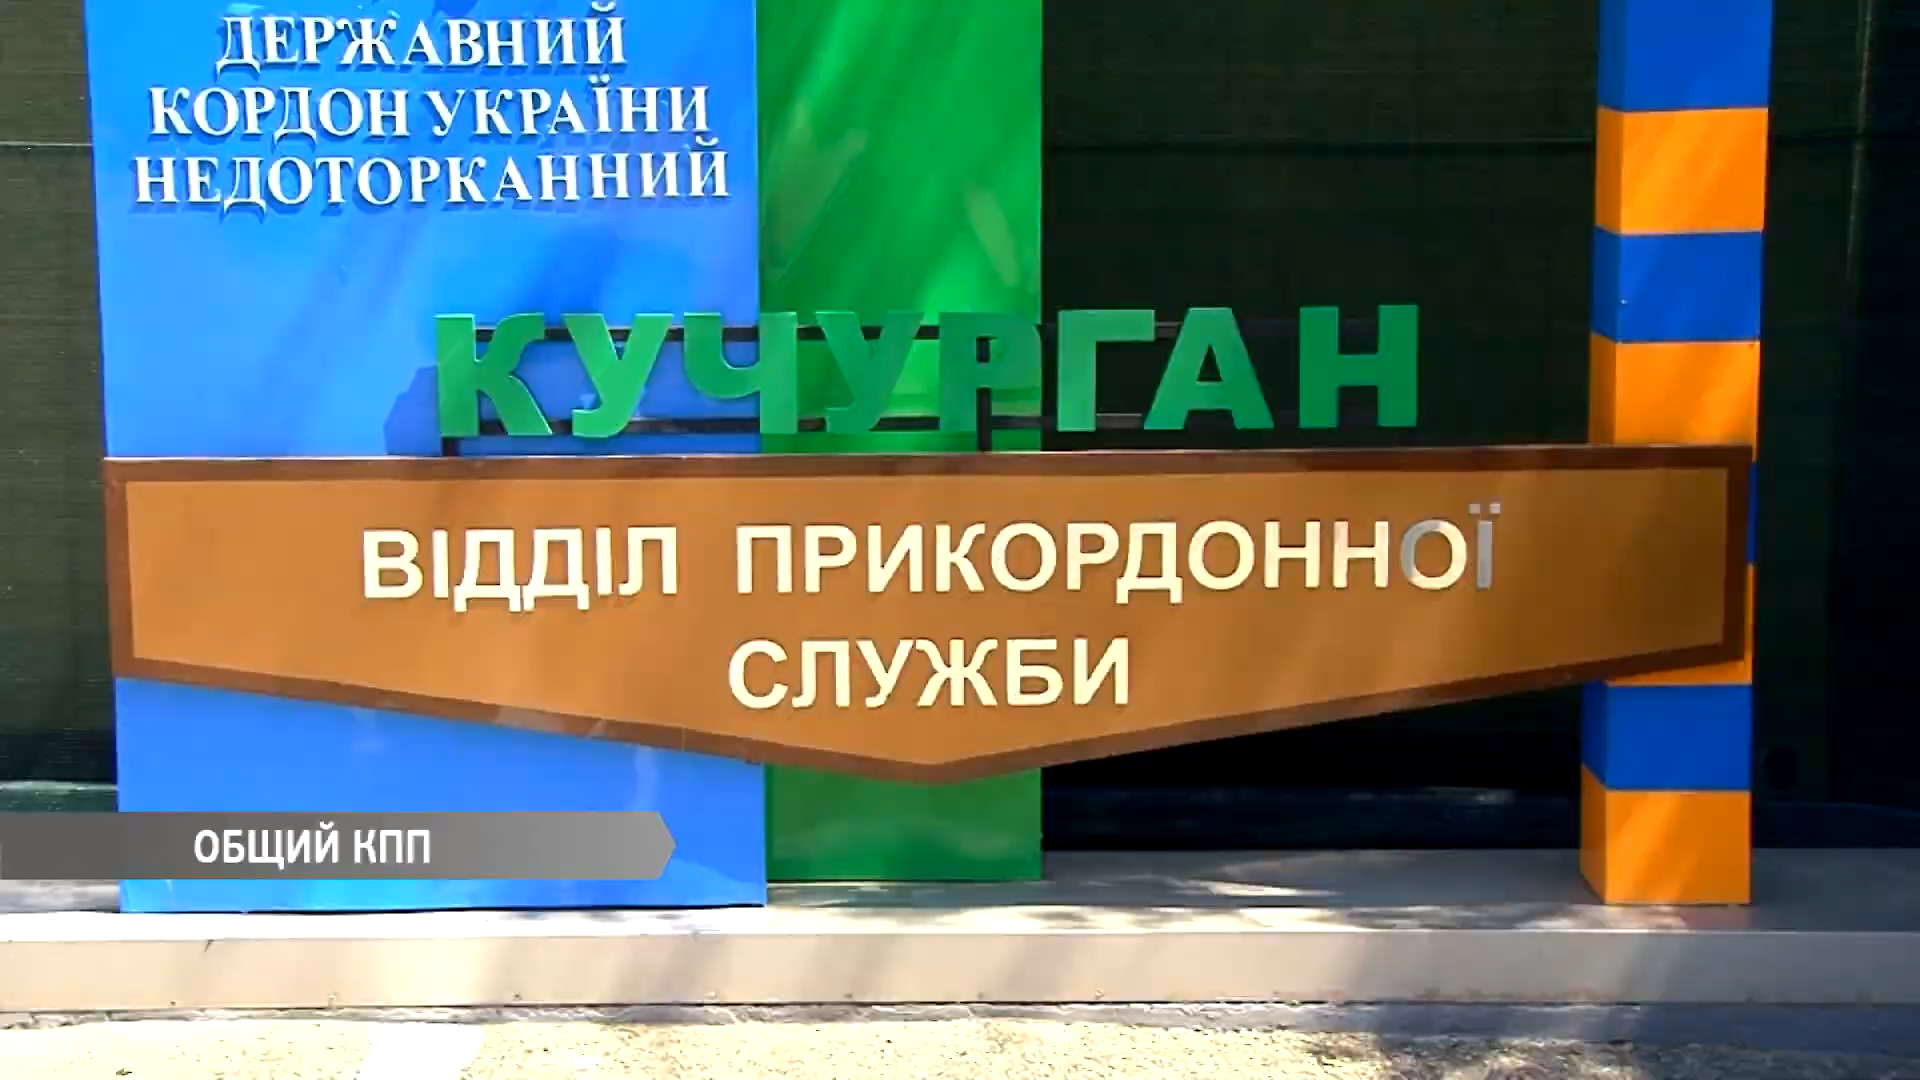 ДЕРЖАВНИЙ
КОРДОН УКРАЇНИ
НЕДОТОРКАННИЙ
КУЧУРГАН
ВІДДІЛ ПРИКОРДОННОЇ
СЛУЖБИ
ОБЩИЙ КПП